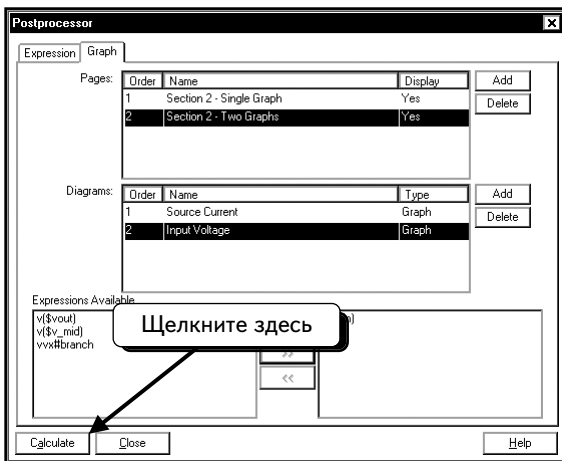 Postprocessor
Expression Graph
Pages:
Order Name Display
1 Section 2 - Single Graph Yes
2 Section 2 - Two Graphs Yes
Add
Delete
Diagrams:
Order Name Type
1 Source Current Graph
2 Input Voltage Graph
Add
Delete
Expressions Available
v($vout)
v($v_mid)
vvx#branch
Щелкните здесь
>>
<<
Calculate Close Help